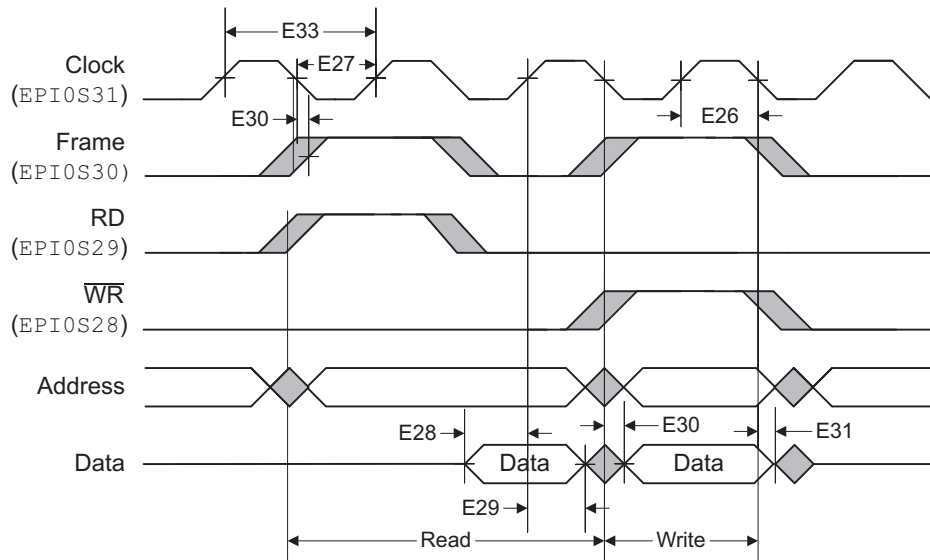 E33
Clock
E27
(EPI0S31)
E30
E26
Frame
(EPI0S30)
RD
(EPI0S29)
WR
(EPI0S28)
Address
E28
E30
E31
Data
Data
Data
E29
Read
Write